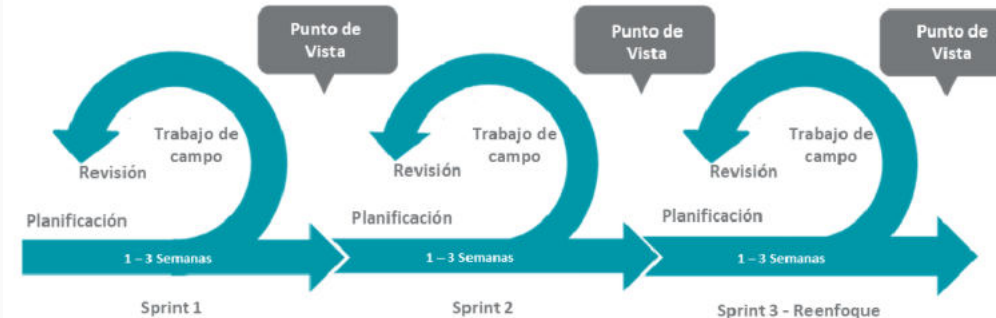 Punto de
Vista
Punto de
Vista
Punto de
Vista
Trabajo de
campo
Revisión
Trabajo de
campo
Revisión
Trabajo de
campo
Revisión
Planificación
Planificación
Planificación
1 – 3 Semanas
1 – 3 Semanas
1 – 3 Semanas
Sprint 1
Sprint 2
Sprint 3 - Reenfoque